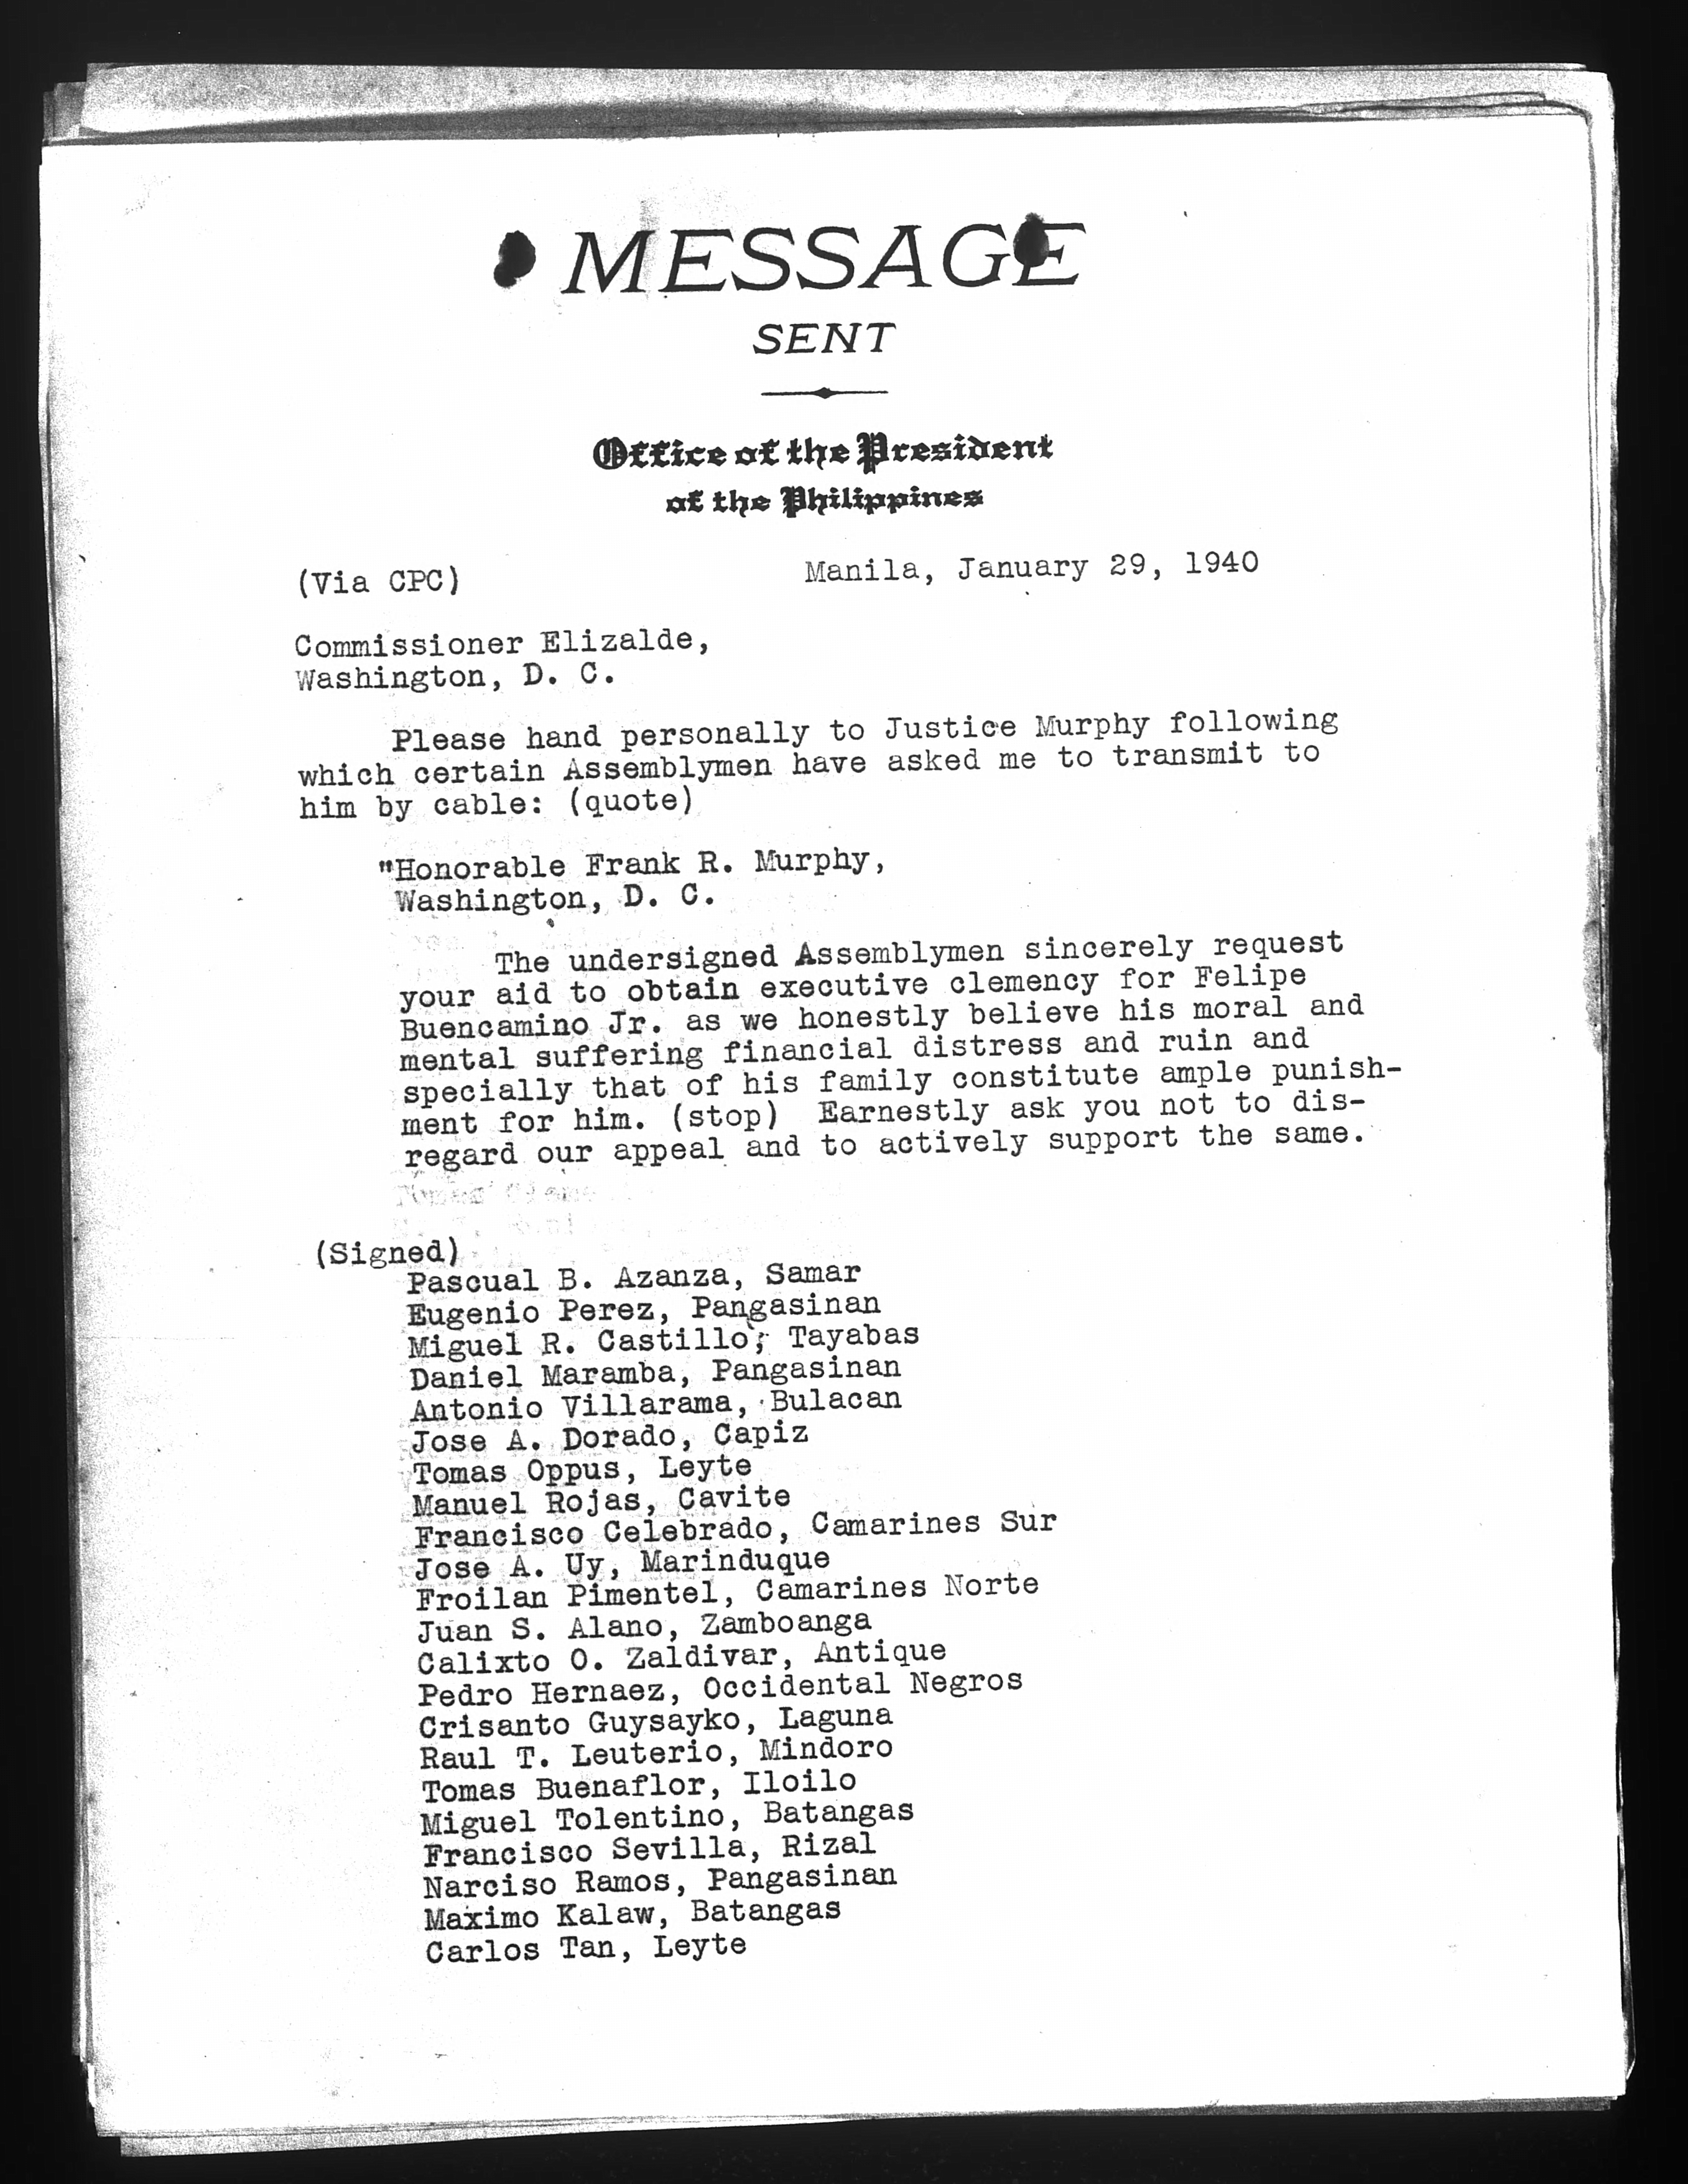 MESSAGE
SENT
Office of the President
of the Philippines
(Via CPC) Manila, January 29, 1940
Commissioner Elizalde,
Washington, D. C.
Please hand personally to Justice Murphy following
which certain Assemblymen have asked me to transmit to
him by cable: (quote)
"Honorable Frank R. Murphy,
Washington, D. C.
The undersigned Assemblymen sincerely request
your aid to obtain executive clemency for Felipe
Buencamino Jr. as we honestly believe his moral and
mental suffering financial distress and ruin and
specially that of his family constitute ample punish-
ment for him. (stop) Earnestly ask you not to dis-
regard our appeal and to actively support the same.
(Signed)
Pascual B. Azanza, Samar
Eugenio Perez, Pangasinan
Miguel R. Castillo, Tayabas
Daniel Maramba, Pangasinan
Antonio Villarama, Bulacan
Jose A. Dorado, Capiz
Tomas Oppus, Leyte
Manuel Rojas, Cavite
Francisco Celebrado, Camarines Sur
Jose A. Uy, Marinduque
Froilan Pimentel, Camarines Norte
Juan S. Alano, Zamboanga
Calixto O. Zaldivar, Antique
Pedro Hernaez, Occidental Negros
Crisanto Guysayko, Laguna
Raul T. Leuterio, Mindoro
Tomas Buenaflor, Iloilo
Miguel Tolentino, Batangas
Francisco Sevilla, Rizal
Narciso Ramos, Pangasinan
Maximo Kalaw, Batangas
Carlos Tan, Leyte